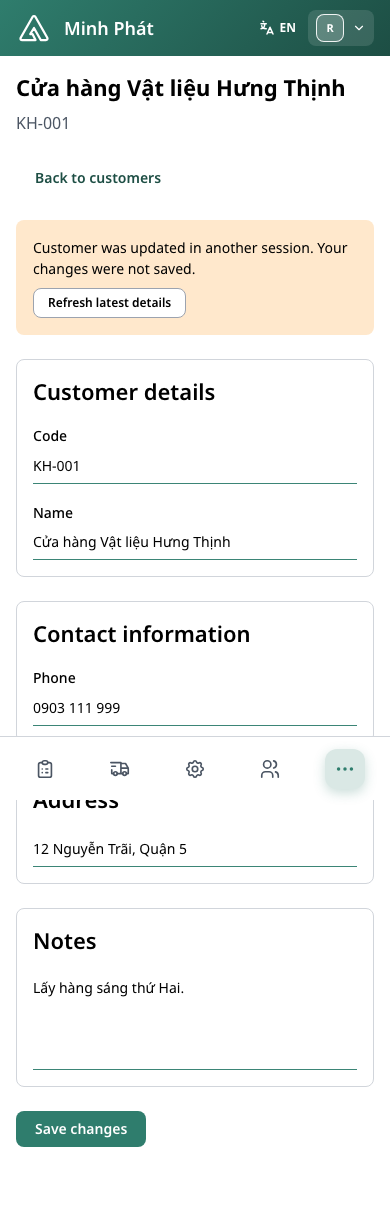 Minh Phát
EN
R
Cửa hàng Vật liệu Hưng Thịnh
KH-001
Back to customers
Customer was updated in another session. Your
changes were not saved.
Refresh latest details
Customer details
Code
KH-001
Name
Cửa hàng Vật liệu Hưng Thịnh
Contact information
Phone
0903 111 999
Address
12 Nguyễn Trãi, Quận 5
Notes
Lấy hàng sáng thứ Hai.
Save changes